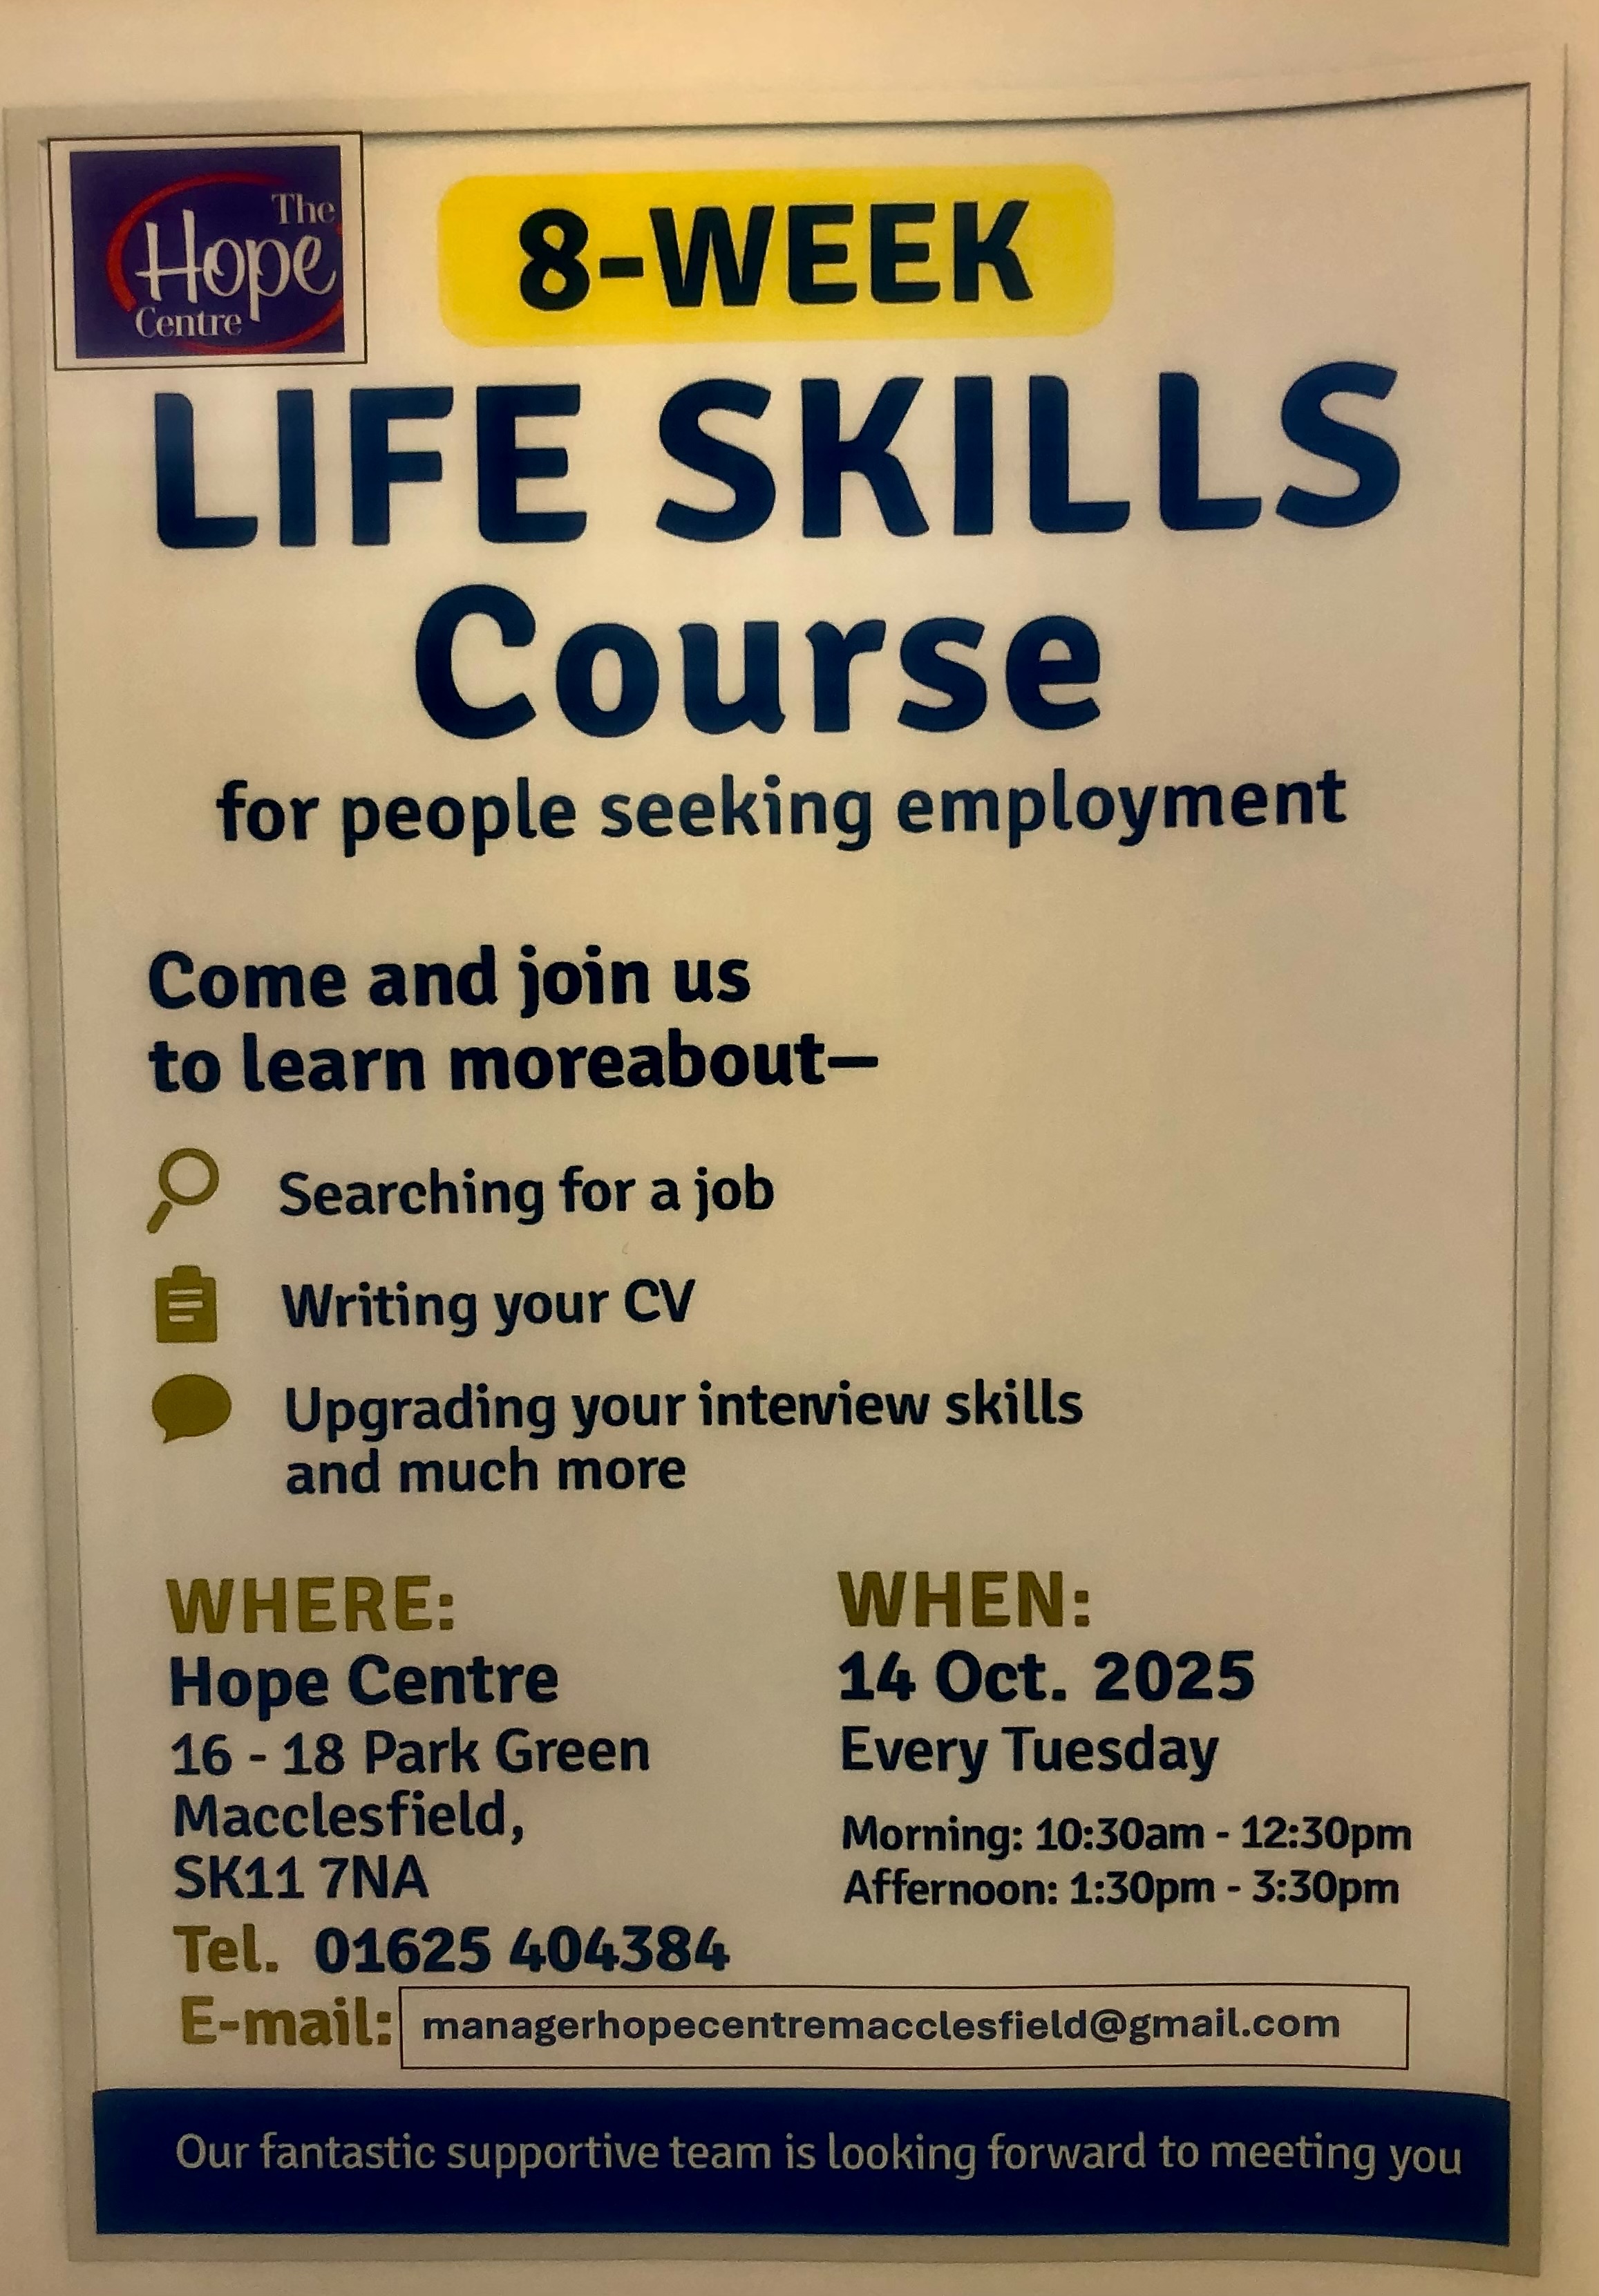 The
Hope
Centre
8-WEEK
LIFE SKILLS
Course
for people seeking employment
Come and join us
to learn moreabout–
Searching for a job
Writing your CV
Upgrading your interview skills
and much more
WHERE:
Hope Centre
16 - 18 Park Green
Macclesfield,
SK11 7NA
Tel. 01625 404384
E-mail: managerhopecentremacclesfield@gmail.com
WHEN:
14 Oct. 2025
Every Tuesday
Morning: 10:30am - 12:30pm
Affernoon: 1:30pm - 3:30pm
Our fantastic supportive team is looking forward to meeting you